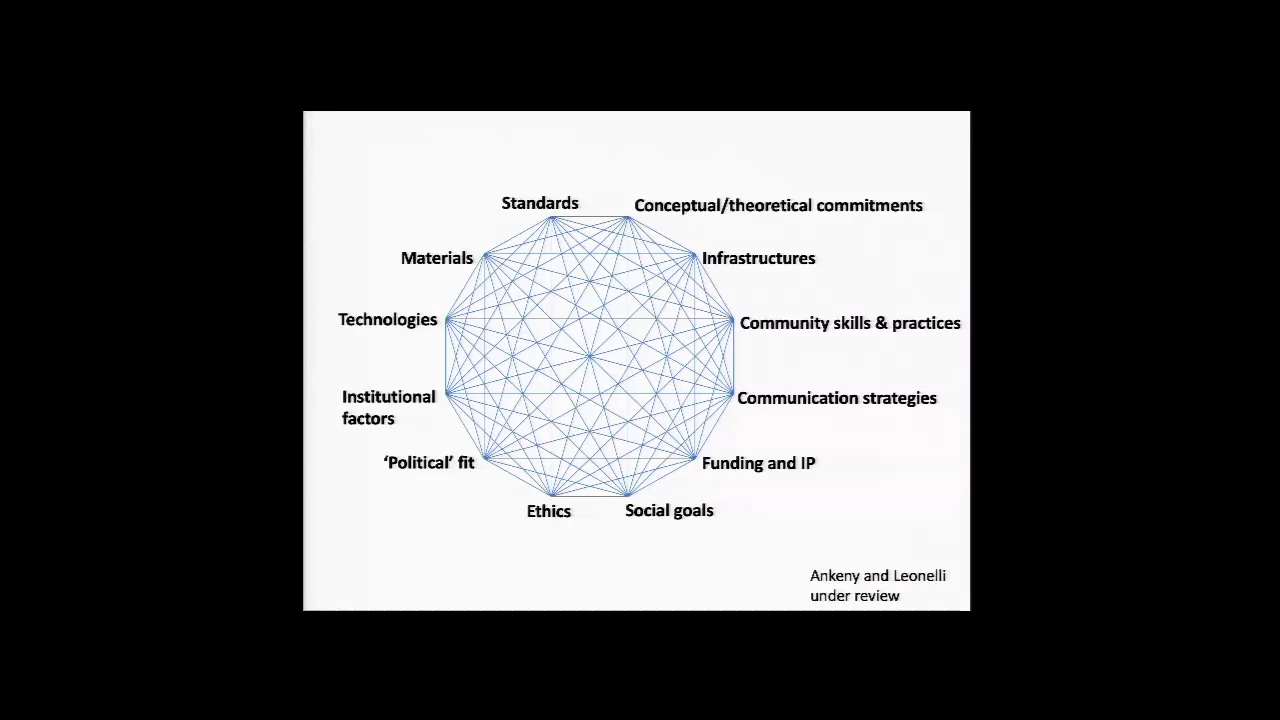 Standards
Conceptual/theoretical commitments
Materials
Infrastructures
Technologies
Community skills & practices
Institutional
factors
Communication strategies
‘Political’ fit
Funding and IP
Ethics
Social goals
Ankeny and Leonelli
under review